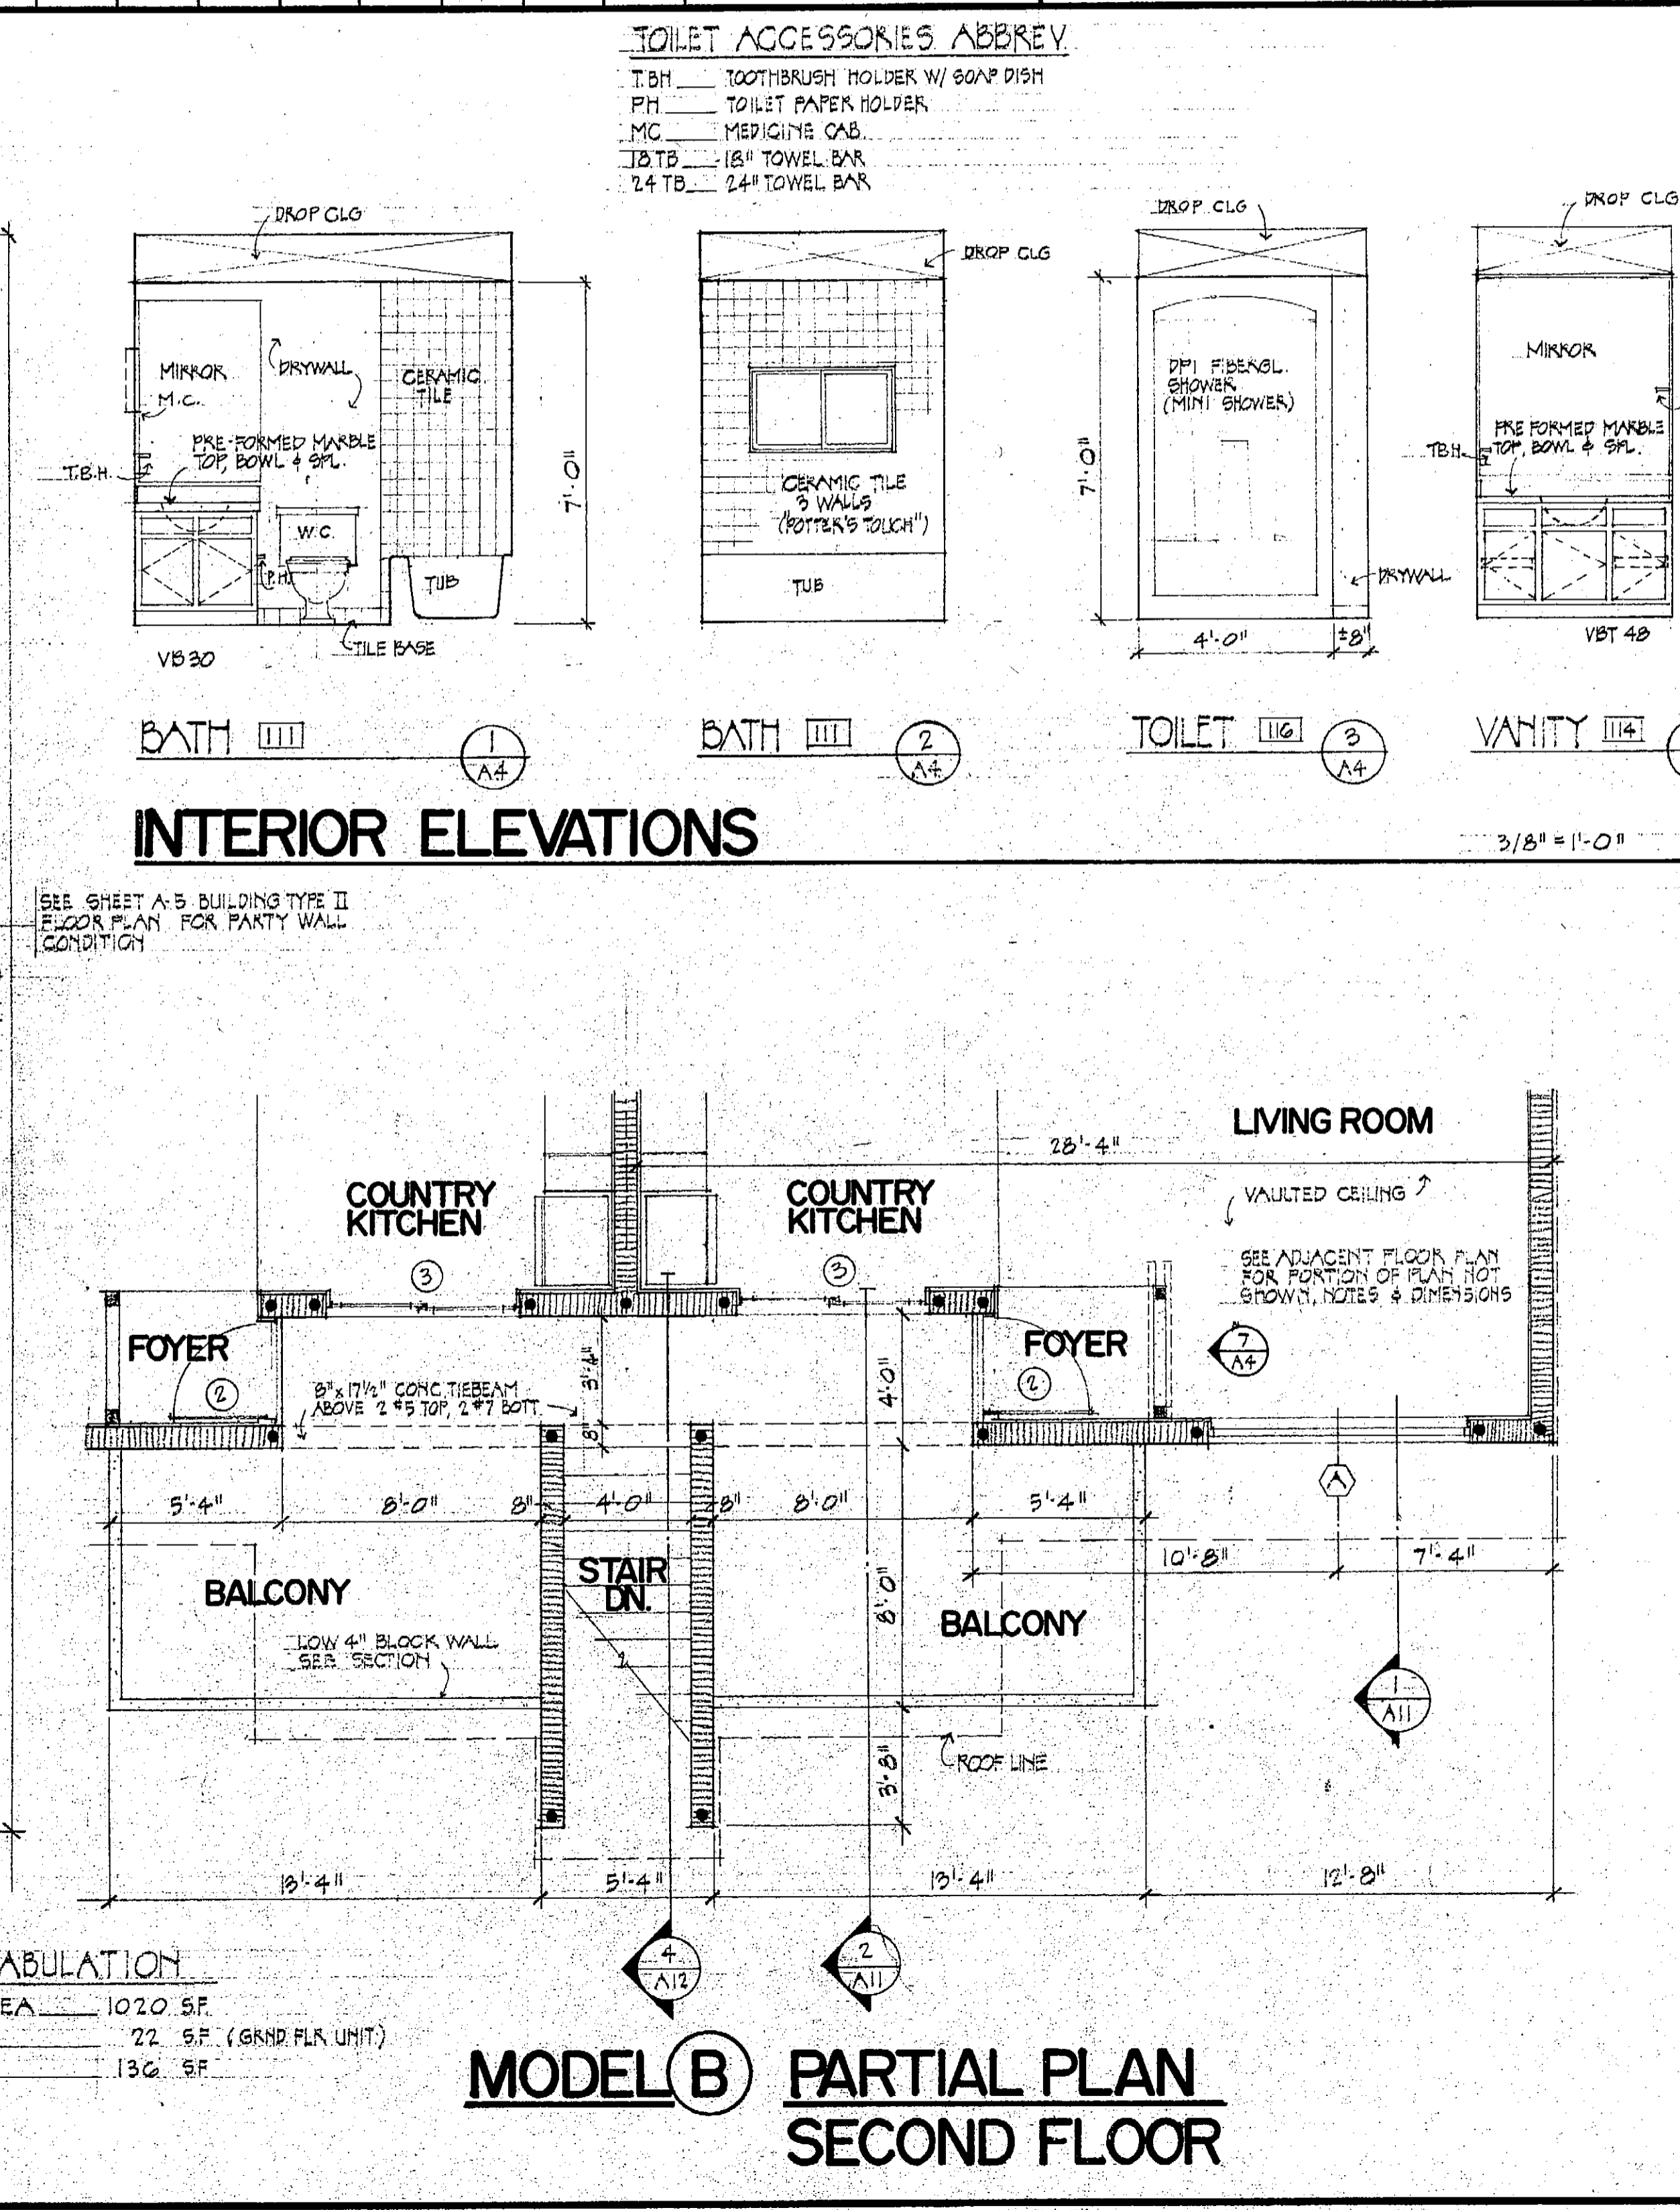 TOILET ACCESSORIES ABBREV.
T.BH TOOTHBRUSH HOLDER W/ SOAP DISH
PH TOILET PAPER HOLDER
MC MEDICINE CAB.
18TB 18" TOWEL BAR
24 TB 24" TOWEL BAR
DROP CLG
MIRROR
M.C.
DRYWALL
CERAMIC
TILE
PRE-FORMED MARBLE
TOP, BOWL & SPL.
T.B.H.
W.C.
P.H.
TUB
7'-0"
TILE BASE
VB30
DROP CLG
CERAMIC TILE
3 WALLS
("POTTER'S TOUCH")
TUB
DROP CLG
7'-0"
DPI FIBERGL.
SHOWER
(MINI SHOWER)
DRYWALL
4'-0"
±8"
DROP CLG
MIRROR
PRE FORMED MARBLE
TOP, BOWL & SPL.
TBH
VBT 48
BATH 111
1
A4
BATH 111
2
A4
TOILET 116
3
A4
VANITY 114
INTERIOR ELEVATIONS
3/8" = 1'-0"
SEE SHEET A-5 BUILDING TYPE II
FLOOR PLAN FOR PARTY WALL
CONDITION
LIVING ROOM
28'-4"
COUNTRY
KITCHEN
COUNTRY
KITCHEN
VAULTED CEILING
3
3
SEE ADJACENT FLOOR PLAN
FOR PORTION OF PLAN NOT
SHOWN, NOTES & DIMENSIONS
FOYER
2
8" x 17 1/2" CONC. TIEBEAM
ABOVE 2 #5 TOP, 2 #7 BOTT.
3'-4"
8"
4'-0"
FOYER
2
7
A4
A
5'-4"
8'-0"
8"
4'-0"
8"
8'-0"
5'-4"
10'-8"
7'-4"
BALCONY
STAIR
DN.
8'-0"
BALCONY
LOW 4" BLOCK WALL
SEE SECTION
1
A11
ROOF LINE
3'-8"
13'-4"
5'-4"
13'-4"
12'-8"
4
A12
2
A11
ABULATION
EA 1020 S.F.
22 S.F. (GRND FLR UNIT)
136 SF
MODEL B PARTIAL PLAN
SECOND FLOOR